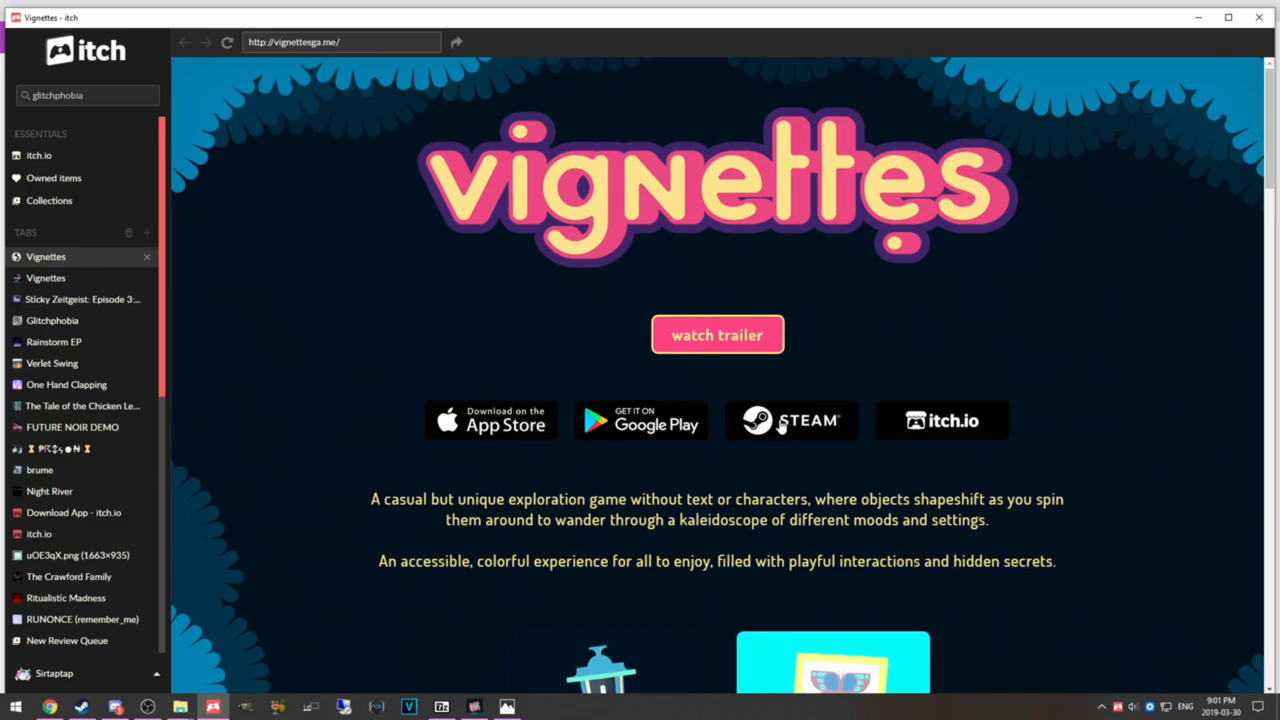 Vignettes - itch
itch
http://vignettesga.me/
glitchphobia
ESSENTIALS
itch.io
Owned items
Collections
TABS
Vignettes
Vignettes
Sticky Zeitgeist: Episode 3:...
Glitchphobia
Rainstorm EP
Verlet Swing
One Hand Clapping
The Tale of the Chicken Le...
FUTURE NOIR DEMO
brume
Night River
Download App - itch.io
itch.io
uOE3qX.png (1663×935)
The Crawford Family
Ritualistic Madness
RUNONCE (remember_me)
New Review Queue
Sirtaptap
vignettes
watch trailer
Download on the
App Store
GET IT ON
Google Play
STEAM
itch.io
A casual but unique exploration game without text or characters, where objects shapeshift as you spin
them around to wander through a kaleidoscope of different moods and settings.
An accessible, colorful experience for all to enjoy, filled with playful interactions and hidden secrets.
ENG
9:01 PM
2019-03-30